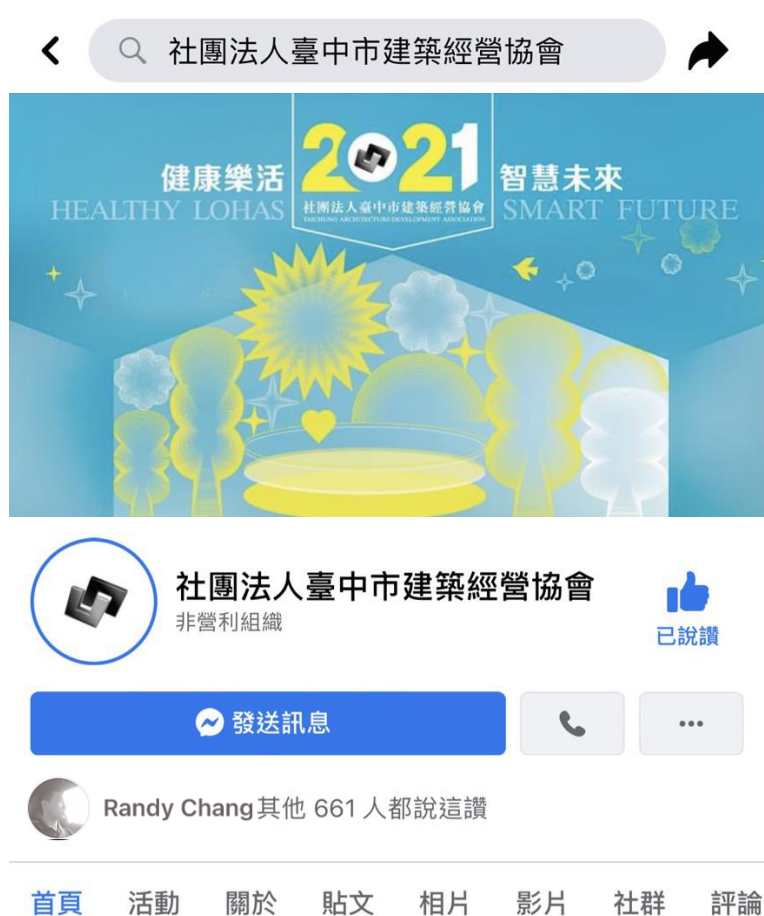 社團法人臺中市建築經營協會
2021
健康樂活
智慧未來
HEALTHY LOHAS
社團法人臺中市建築經營協會
TAICHUNG ARCHITECTURE DEVELOPMENT ASSOCIATION
SMART FUTURE
社團法人臺中市建築經營協會
非營利組織
已說讚
發送訊息
Randy Chang其他 661 人都說這讚
首頁 活動 關於 貼文 相片 影片 社群 評論